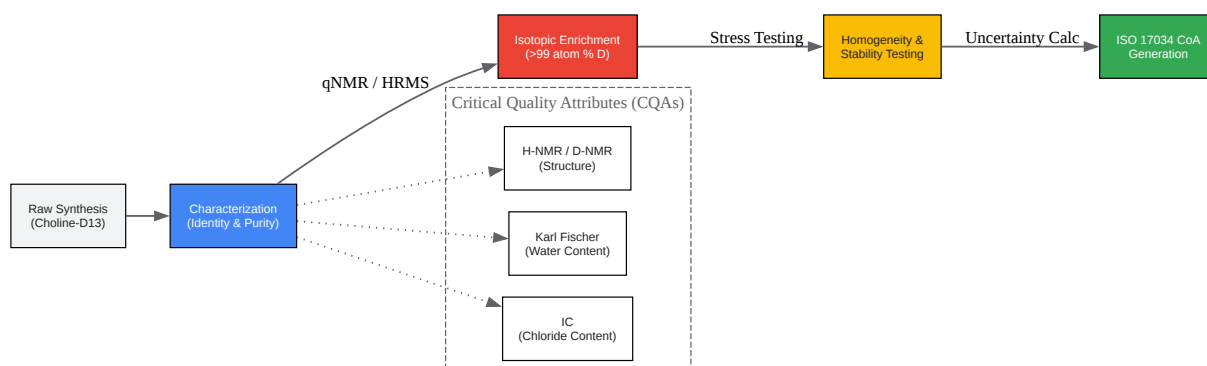 Raw Synthesis
(Choline-D13)
Characterization
(Identity & Purity)
qNMR / HRMS
Isotopic Enrichment
(>99 atom % D)
Stress Testing
Homogeneity &
Stability Testing
Uncertainty Calc
ISO 17034 CoA
Generation
Critical Quality Attributes (CQAs)
H-NMR / D-NMR
(Structure)
Karl Fischer
(Water Content)
IC
(Chloride Content)